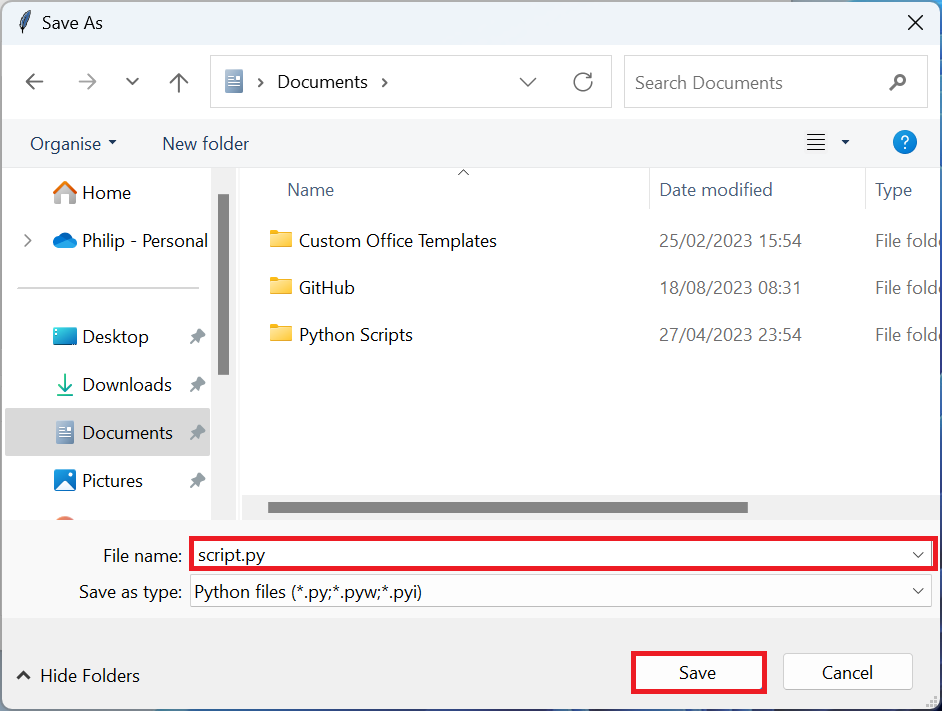 Save As
Documents
Search Documents
Organise New folder ?
Name Date modified Type
Home
Philip - Personal
Custom Office Templates 25/02/2023 15:54 File fold
GitHub 18/08/2023 08:31 File fold
Python Scripts 27/04/2023 23:54 File fold
Desktop
Downloads
Documents
Pictures
File name: script.py
Save as type: Python files (*.py;*.pyw;*.pyi)
Hide Folders Save Cancel